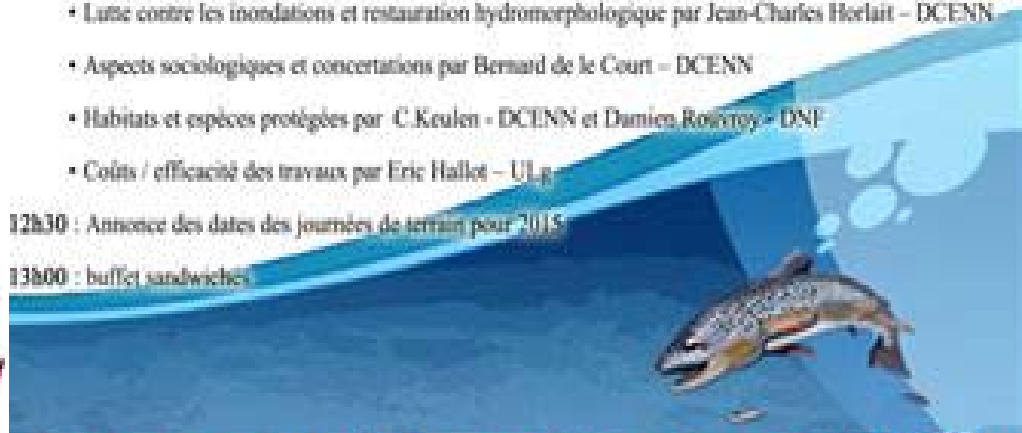 • Lutte contre les inondations et restauration hydromorphologique par Jean-Charles Horlait – DCENN
• Aspects sociologiques et concertations par Bernard de le Court – DCENN
• Habitats et espèces protégées par C.Keulen - DCENN et Damien Rouvroy - DNF
• Coûts / efficacité des travaux par Eric Hallot – ULg
12h30 : Annonce des dates des journées de terrain pour 2015
13h00 : buffet sandwiches